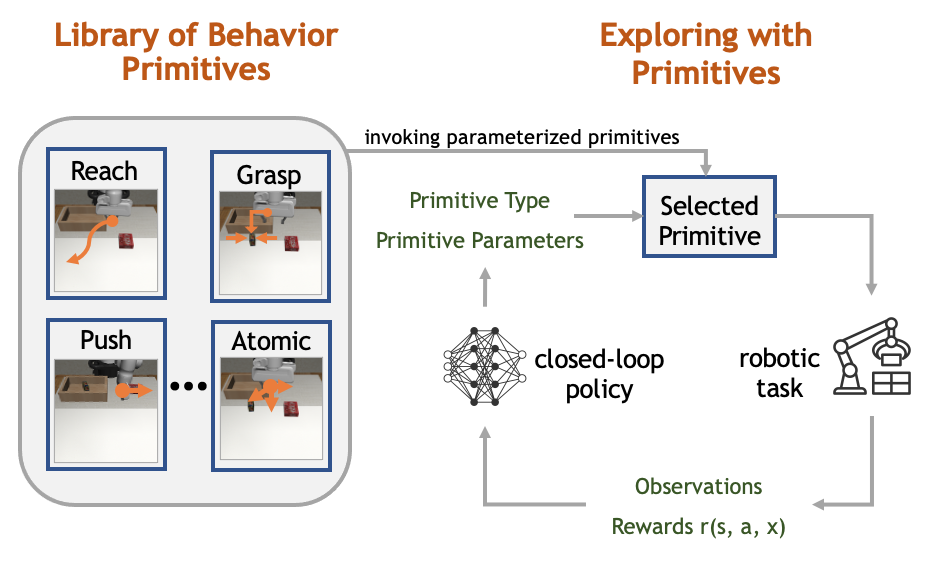 Library of Behavior
Primitives
Exploring with
Primitives
Reach
Grasp
Push
Atomic
invoking parameterized primitives
Primitive Type
Primitive Parameters
Selected
Primitive
closed-loop
policy
robotic
task
Observations
Rewards r(s, a, x)